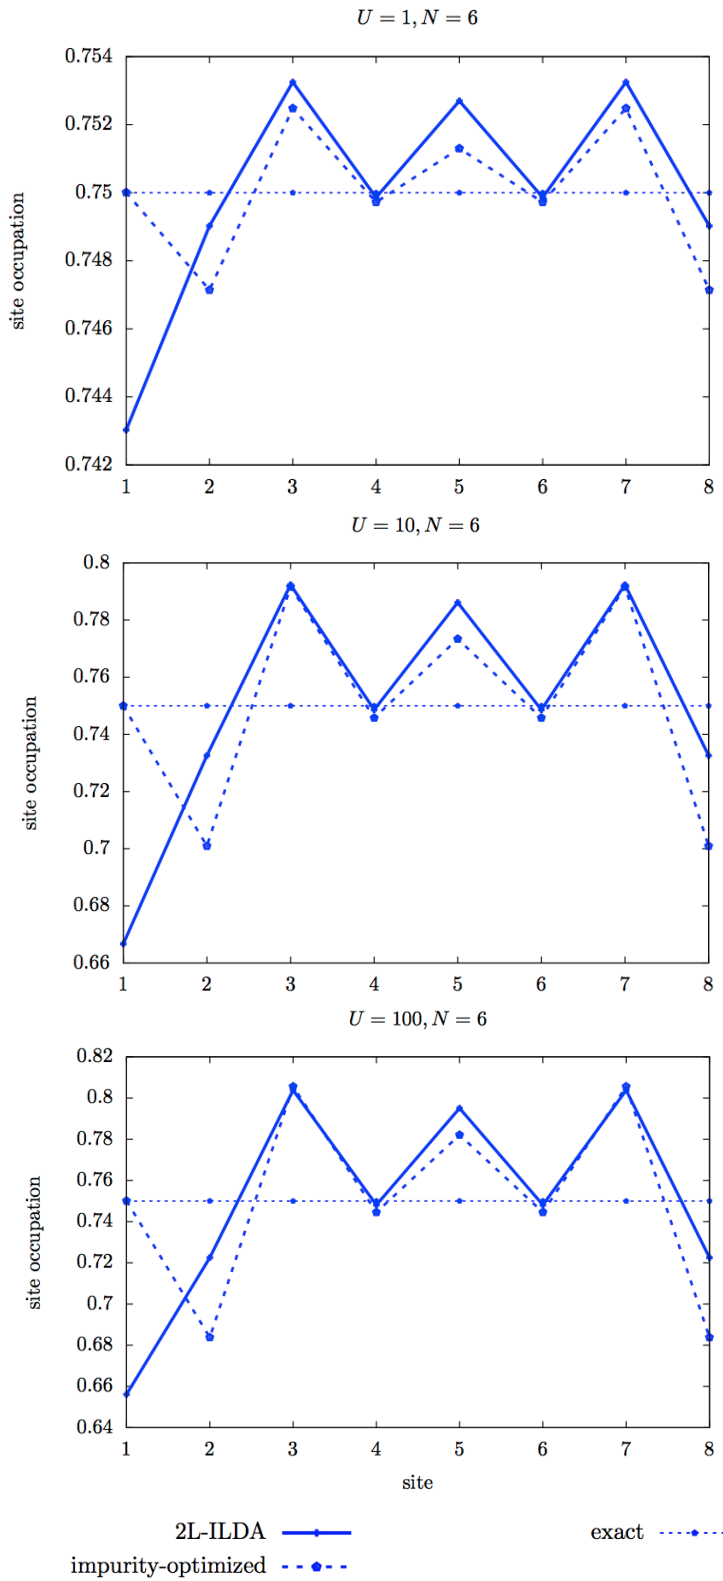 U = 1, N = 6
0.754
0.752
0.75
0.748
0.746
0.744
0.742
site occupation
1 2 3 4 5 6 7 8
U = 10, N = 6
0.8
0.78
0.76
0.74
0.72
0.7
0.68
0.66
site occupation
1 2 3 4 5 6 7 8
U = 100, N = 6
0.82
0.8
0.78
0.76
0.74
0.72
0.7
0.68
0.66
0.64
site occupation
1 2 3 4 5 6 7 8
site
2L-ILDA exact
impurity-optimized